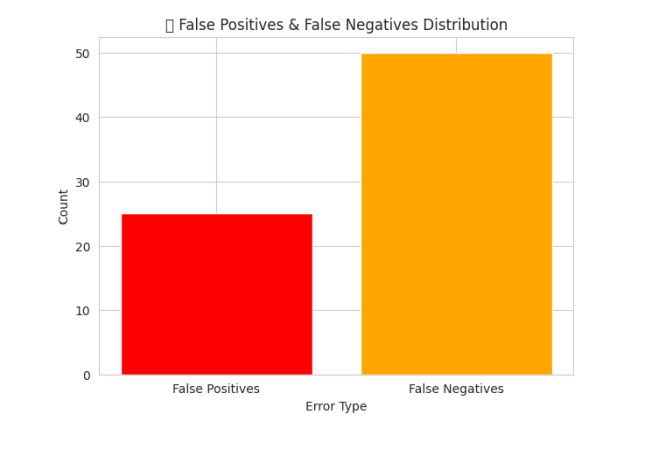 ▯ False Positives & False Negatives Distribution
50
40
30
20
10
0
Count
False Positives False Negatives
Error Type